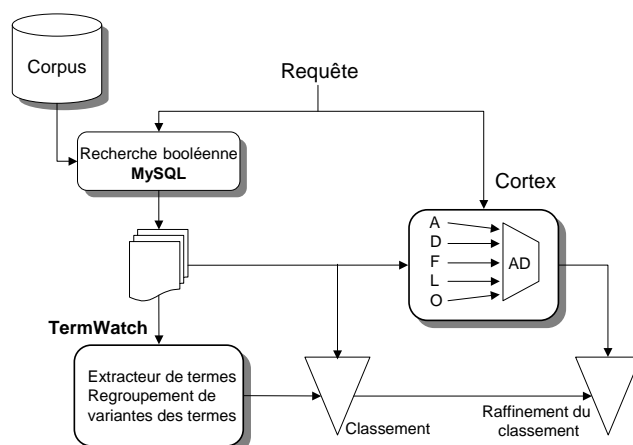 Corpus
Requête
Recherche booléenne
MySQL
Cortex
A
D
F
L
O
AD
TermWatch
Extracteur de termes
Regroupement de
variantes des termes
Classement
Raffinement du
classement